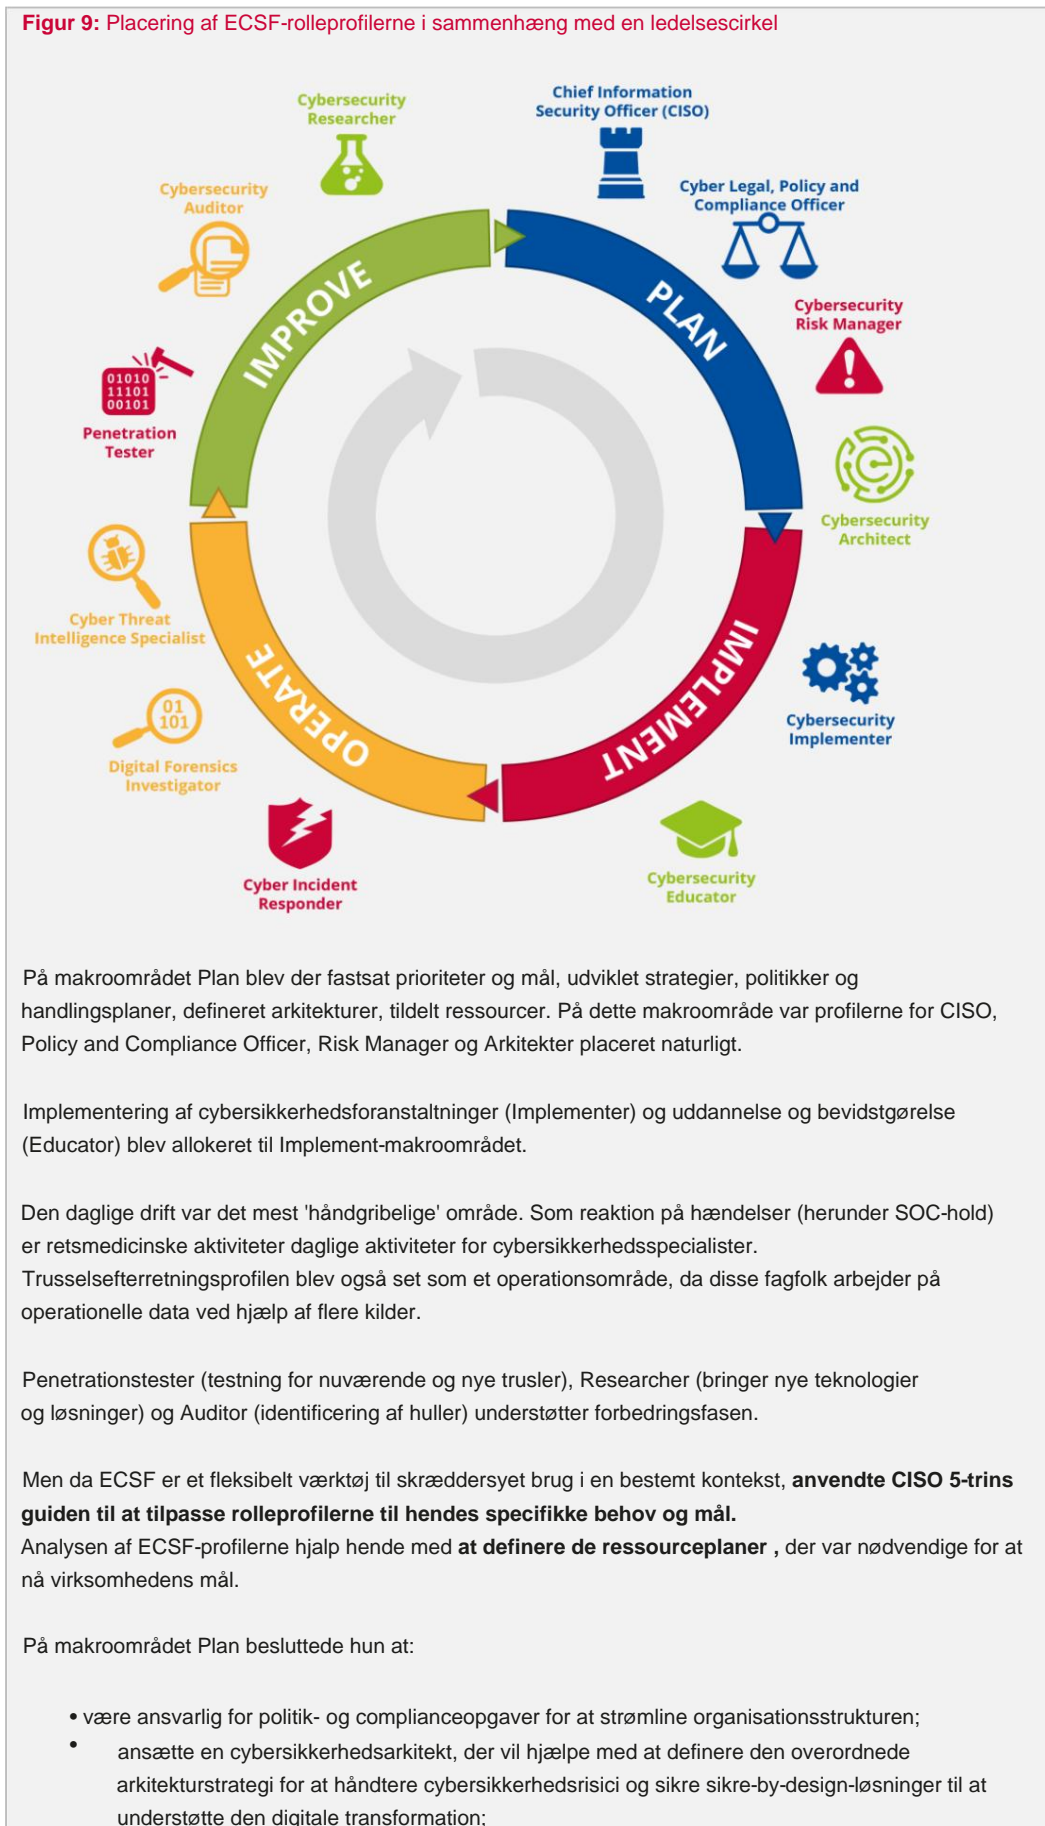 Figur 9: Placering af ECSF-rolleprofilerne i sammenhæng med en ledelsescirkel
Chief Information
Security Officer (CISO)
Cyber Legal, Policy and
Compliance Officer
Cybersecurity
Risk Manager
Cybersecurity
Architect
Cybersecurity
Implementer
Cybersecurity
Educator
Cyber Incident
Responder
Digital Forensics
Investigator
01
101
Cyber Threat
Intelligence Specialist
Penetration
Tester
01010
11101
00101
Cybersecurity
Auditor
Cybersecurity
Researcher
PLAN
IMPLEMENT
OPERATE
IMPROVE
På makroområdet Plan blev der fastsat prioriteter og mål, udviklet strategier, politikker og
handlingsplaner, defineret arkitekturer, tildelt ressourcer. På dette makroområde var profilerne for CISO,
Policy and Compliance Officer, Risk Manager og Arkitekter placeret naturligt.
Implementering af cybersikkerhedsforanstaltninger (Implementer) og uddannelse og bevidstgørelse
(Educator) blev allokeret til Implement-makroområdet.
Den daglige drift var det mest 'håndgribelige' område. Som reaktion på hændelser (herunder SOC-hold)
er retsmedicinske aktiviteter daglige aktiviteter for cybersikkerhedsspecialister.
Trusselsefterretningsprofilen blev også set som et operationsområde, da disse fagfolk arbejder på
operationelle data ved hjælp af flere kilder.
Penetrationstester (testning for nuværende og nye trusler), Researcher (bringer nye teknologier
og løsninger) og Auditor (identificering af huller) understøtter forbedringsfasen.
Men da ECSF er et fleksibelt værktøj til skræddersyet brug i en bestemt kontekst, anvendte CISO 5-trins
guiden til at tilpasse rolleprofilerne til hendes specifikke behov og mål.
Analysen af ECSF-profilerne hjalp hende med at definere de ressourceplaner , der var nødvendige for at
nå virksomhedens mål.
På makroområdet Plan besluttede hun at:
• være ansvarlig for politik- og complianceopgaver for at strømline organisationsstrukturen;
• ansætte en cybersikkerhedsarkitekt, der vil hjælpe med at definere den overordnede
arkitekturstrategi for at håndtere cybersikkerhedsrisici og sikre sikre-by-design-løsninger til at
understøtte den digitale transformation;